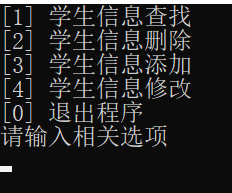 [1] 学生信息查找
[2] 学生信息删除
[3] 学生信息添加
[4] 学生信息修改
[0] 退出程序
请输入相关选项